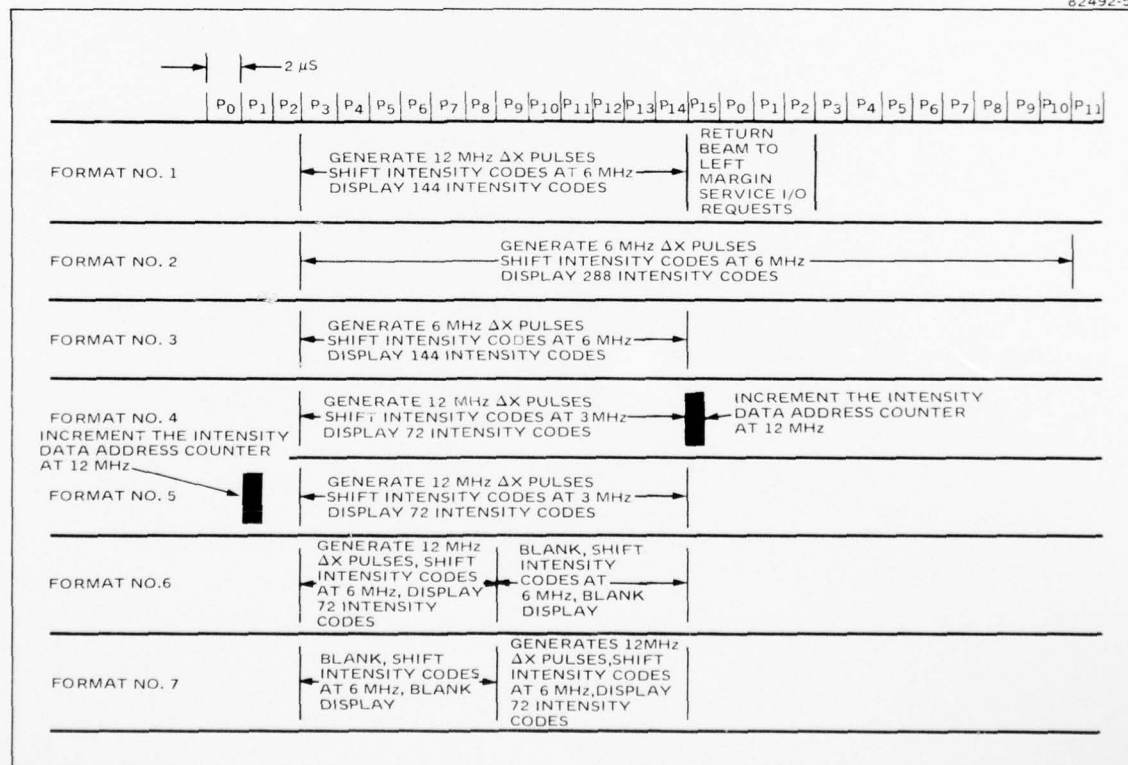 82492-5
2 μS
P0 P1 P2 P3 P4 P5 P6 P7 P8 P9 P10 P11 P12 P13 P14 P15 P0 P1 P2 P3 P4 P5 P6 P7 P8 P9 P10 P11
FORMAT NO. 1
GENERATE 12 MHz ΔX PULSES
SHIFT INTENSITY CODES AT 6 MHz
DISPLAY 144 INTENSITY CODES
RETURN
BEAM TO
LEFT
MARGIN
SERVICE I/O
REQUESTS
FORMAT NO. 2
GENERATE 6 MHz ΔX PULSES
SHIFT INTENSITY CODES AT 6 MHz
DISPLAY 288 INTENSITY CODES
FORMAT NO. 3
GENERATE 6 MHz ΔX PULSES
SHIFT INTENSITY CODES AT 6 MHz
DISPLAY 144 INTENSITY CODES
FORMAT NO. 4
GENERATE 12 MHz ΔX PULSES
SHIFT INTENSITY CODES AT 3 MHz
DISPLAY 72 INTENSITY CODES
INCREMENT THE INTENSITY
DATA ADDRESS COUNTER
AT 12 MHz
INCREMENT THE INTENSITY
DATA ADDRESS COUNTER
AT 12 MHz
FORMAT NO. 5
GENERATE 12 MHz ΔX PULSES
SHIFT INTENSITY CODES AT 3 MHz
DISPLAY 72 INTENSITY CODES
FORMAT NO.6
GENERATE 12 MHz
ΔX PULSES, SHIFT
INTENSITY CODES
AT 6 MHz, DISPLAY
72 INTENSITY
CODES
BLANK, SHIFT
INTENSITY
CODES AT
6 MHz, BLANK
DISPLAY
FORMAT NO. 7
BLANK, SHIFT
INTENSITY CODES
AT 6 MHz, BLANK
DISPLAY
GENERATES 12MHz
ΔX PULSES,SHIFT
INTENSITY CODES
AT 6 MHz,DISPLAY
72 INTENSITY
CODES